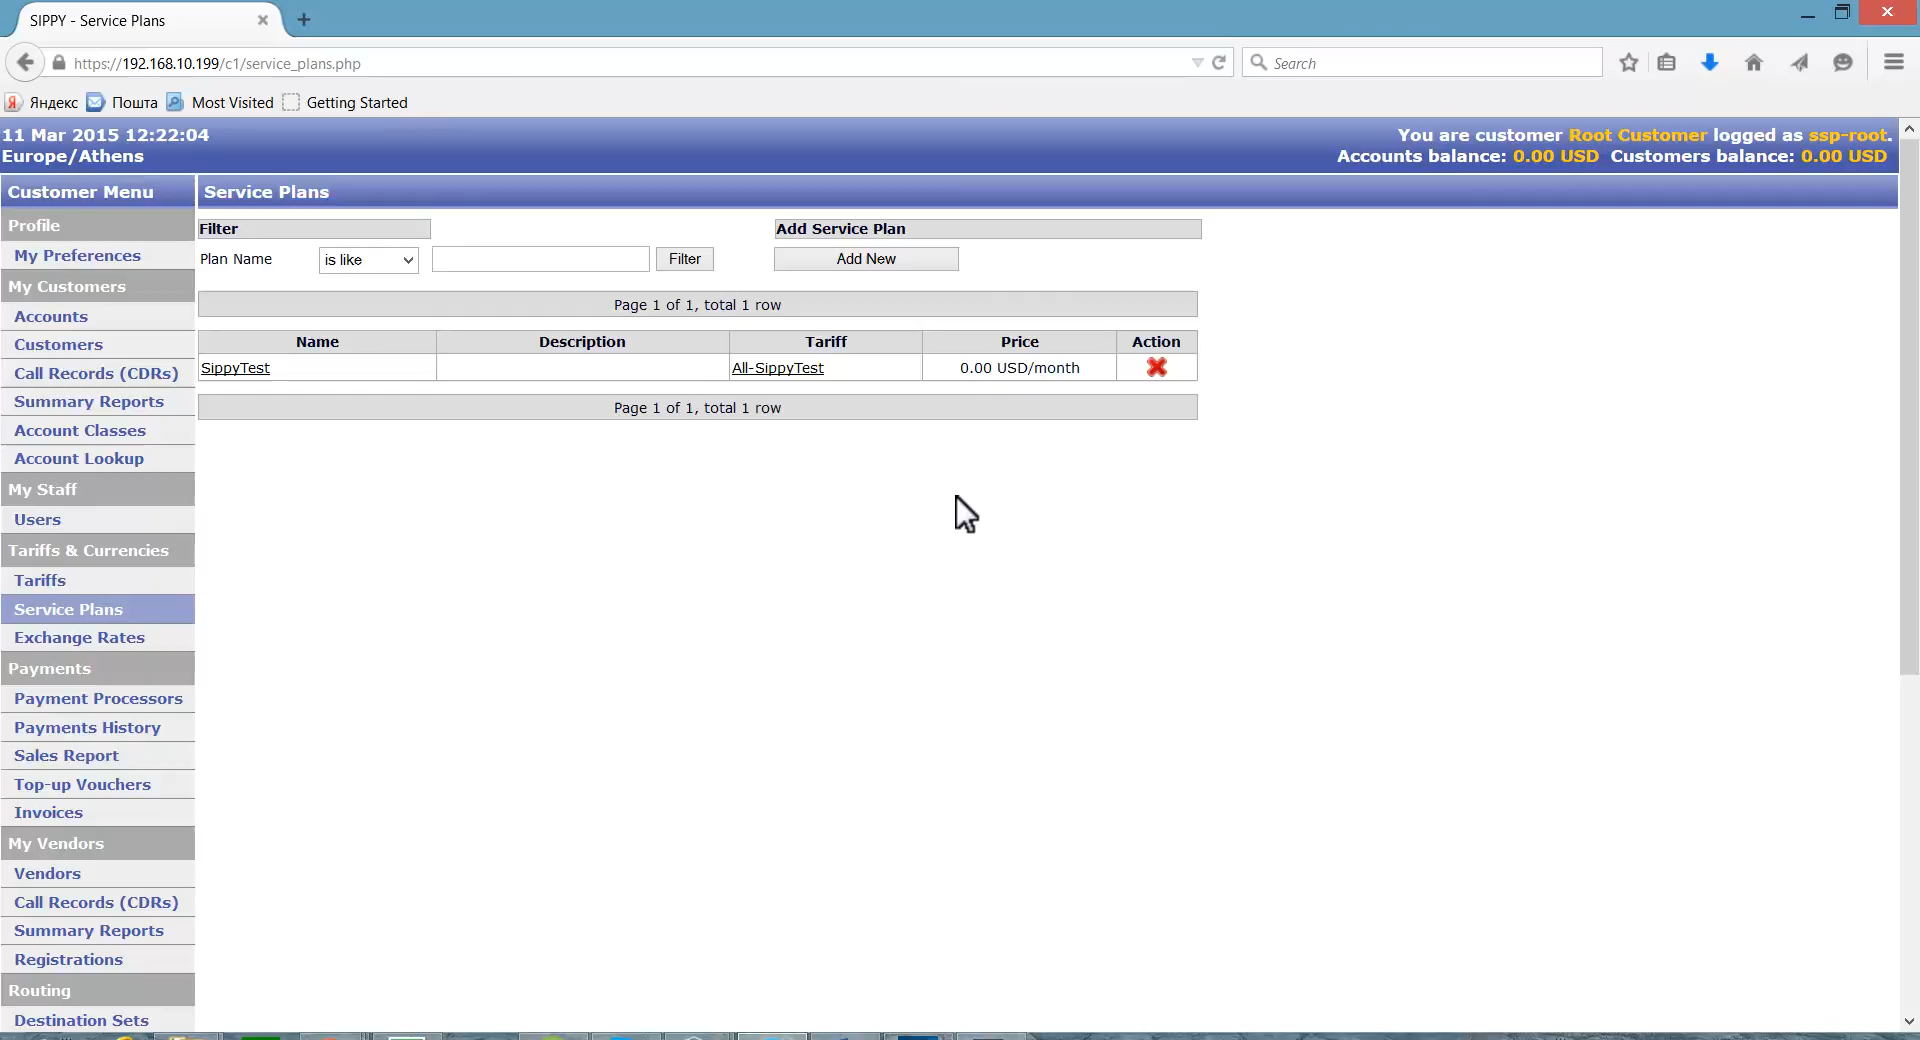 SIPPY - Service Plans
https://192.168.10.199/c1/service_plans.php
Search
Яндекс Пошта Most Visited Getting Started
11 Mar 2015 12:22:04
Europe/Athens
You are customer Root Customer logged as ssp-root.
Accounts balance: 0.00 USD Customers balance: 0.00 USD
Customer Menu
Profile
My Preferences
My Customers
Accounts
Customers
Call Records (CDRs)
Summary Reports
Account Classes
Account Lookup
My Staff
Users
Tariffs & Currencies
Tariffs
Service Plans
Exchange Rates
Payments
Payment Processors
Payments History
Sales Report
Top-up Vouchers
Invoices
My Vendors
Vendors
Call Records (CDRs)
Summary Reports
Registrations
Routing
Destination Sets
Service Plans
Filter
Add Service Plan
Plan Name is like Filter Add New
Page 1 of 1, total 1 row
Name Description Tariff Price Action
SippyTest All-SippyTest 0.00 USD/month
Page 1 of 1, total 1 row